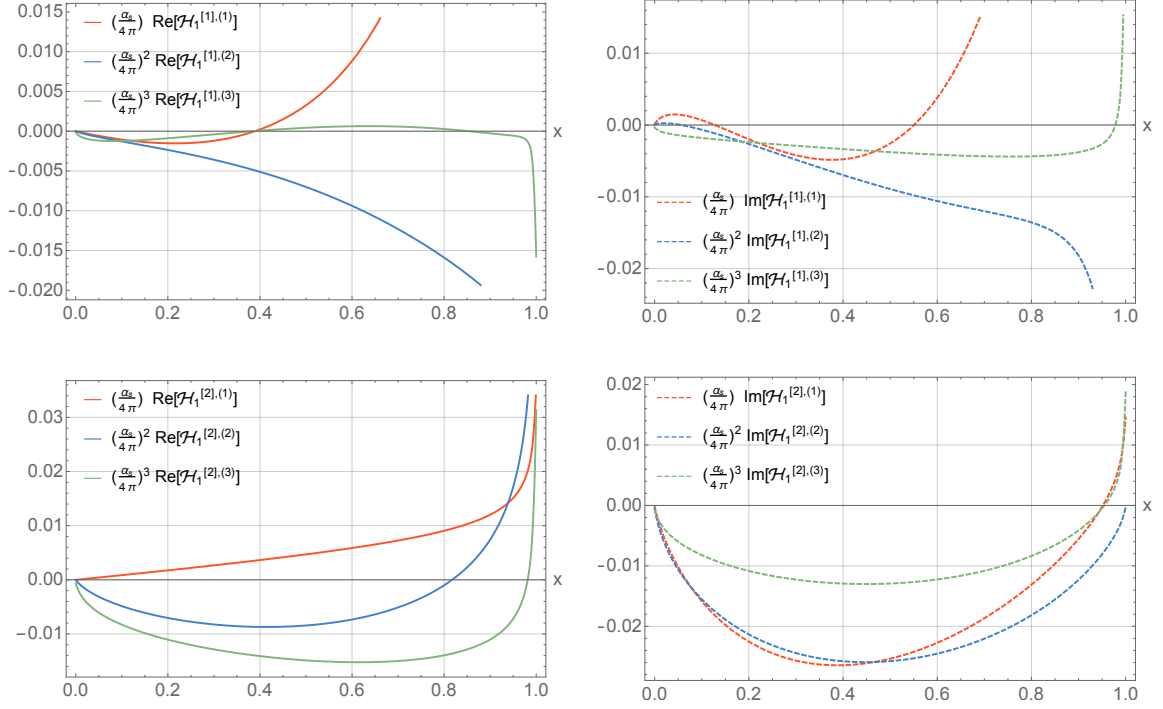 0.015
0.010
0.005
0.000
−0.005
−0.010
−0.015
−0.020
(αs/4π) Re[ℋ₁^[1],(1)]
(αs/4π)² Re[ℋ₁^[1],(2)]
(αs/4π)³ Re[ℋ₁^[1],(3)]
x
0.0 0.2 0.4 0.6 0.8 1.0
0.01
0.00
−0.01
−0.02
(αs/4π) Im[ℋ₁^[1],(1)]
(αs/4π)² Im[ℋ₁^[1],(2)]
(αs/4π)³ Im[ℋ₁^[1],(3)]
x
0.0 0.2 0.4 0.6 0.8 1.0
0.03
0.02
0.01
0.00
−0.01
(αs/4π) Re[ℋ₁^[2],(1)]
(αs/4π)² Re[ℋ₁^[2],(2)]
(αs/4π)³ Re[ℋ₁^[2],(3)]
x
0.0 0.2 0.4 0.6 0.8 1.0
0.02
0.01
0.00
−0.01
−0.02
(αs/4π) Im[ℋ₁^[2],(1)]
(αs/4π)² Im[ℋ₁^[2],(2)]
(αs/4π)³ Im[ℋ₁^[2],(3)]
x
0.0 0.2 0.4 0.6 0.8 1.0